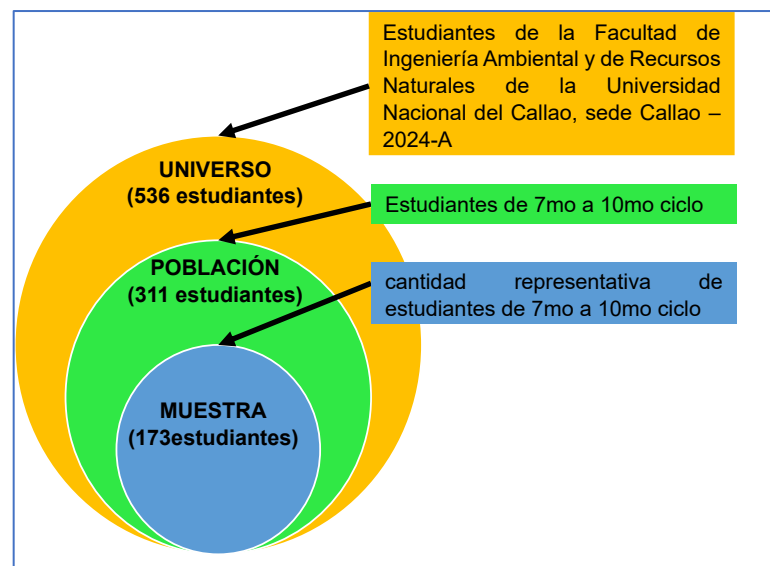 Estudiantes de la Facultad de
Ingeniería Ambiental y de Recursos
Naturales de la Universidad
Nacional del Callao, sede Callao –
2024-A
UNIVERSO
(536 estudiantes)
Estudiantes de 7mo a 10mo ciclo
POBLACIÓN
(311 estudiantes)
cantidad representativa de
estudiantes de 7mo a 10mo ciclo
MUESTRA
(173estudiantes)